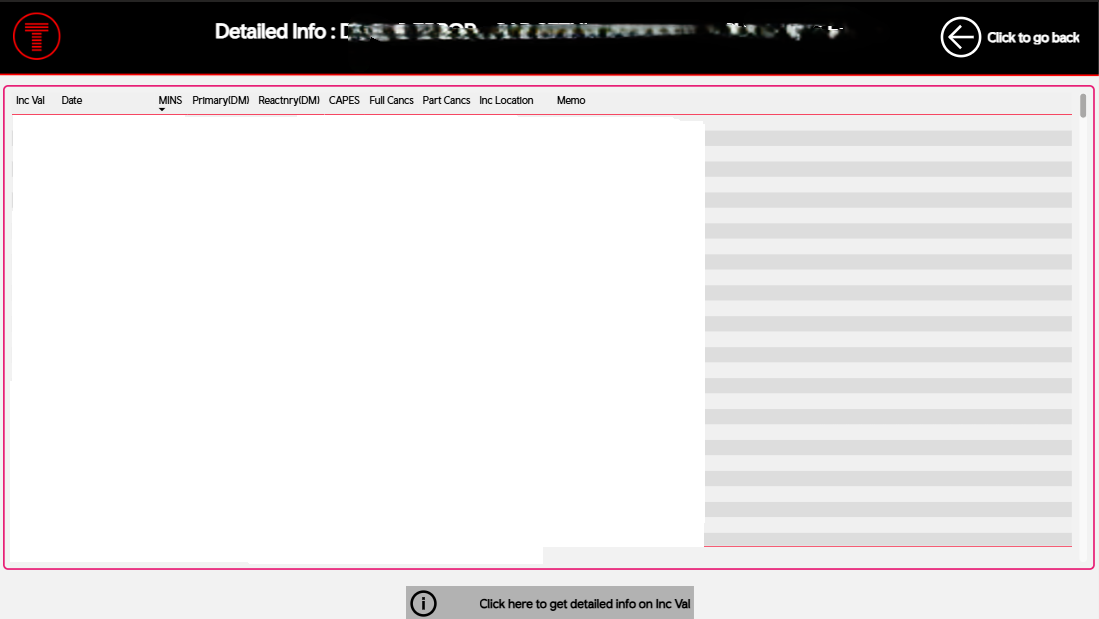 Detailed Info :
Click to go back
Inc Val Date MINS Primary(DM) Reactnry(DM) CAPES Full Cancs Part Cancs Inc Location Memo
Click here to get detailed info on Inc Val